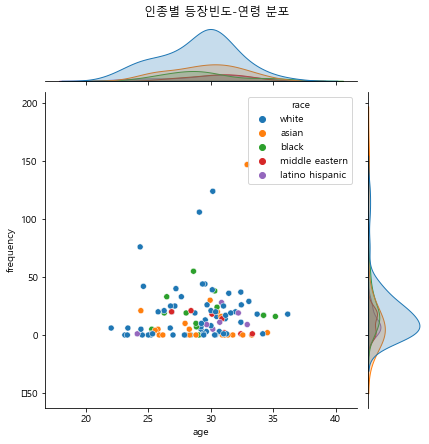 인종별 등장빈도-연령 분포
race
white
asian
black
middle eastern
latino hispanic
200
150
100
50
0
□50
frequency
20 25 30 35 40
age